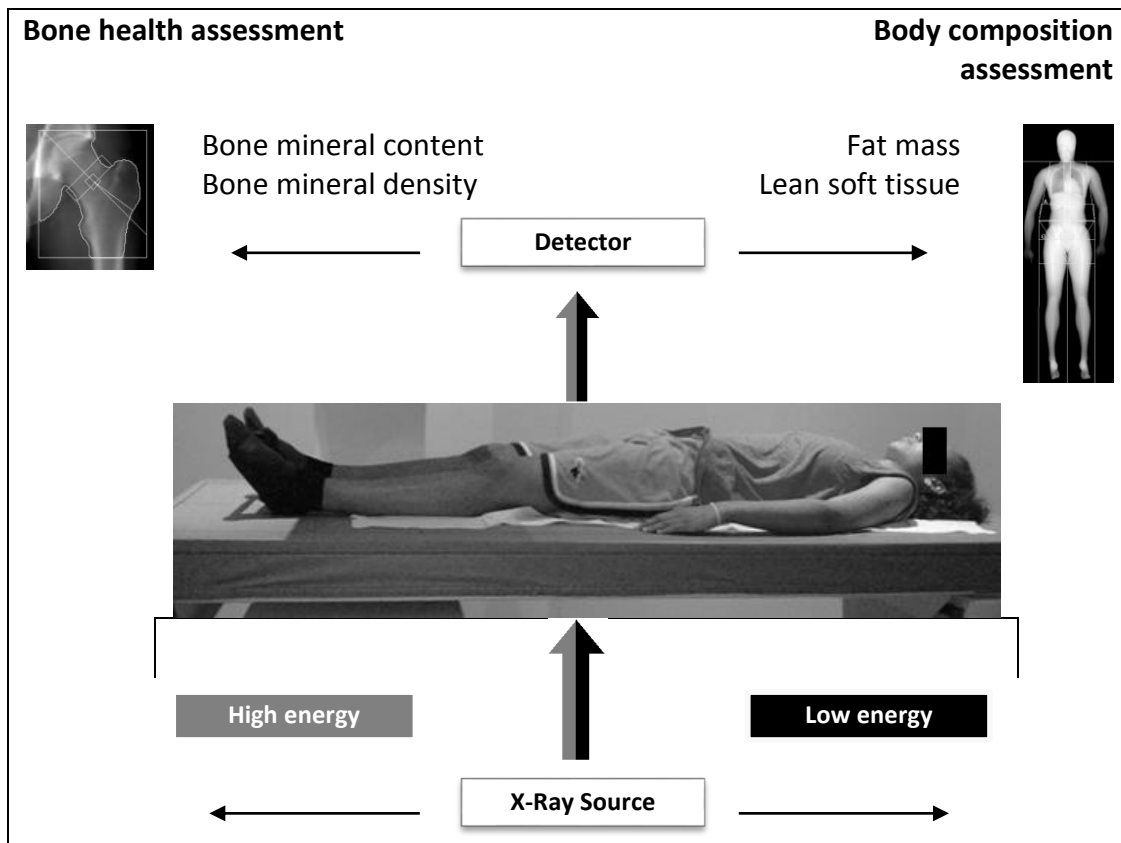 Bone health assessment
Body composition
assessment
Bone mineral content
Bone mineral density
Fat mass
Lean soft tissue
Detector
High energy
Low energy
X-Ray Source